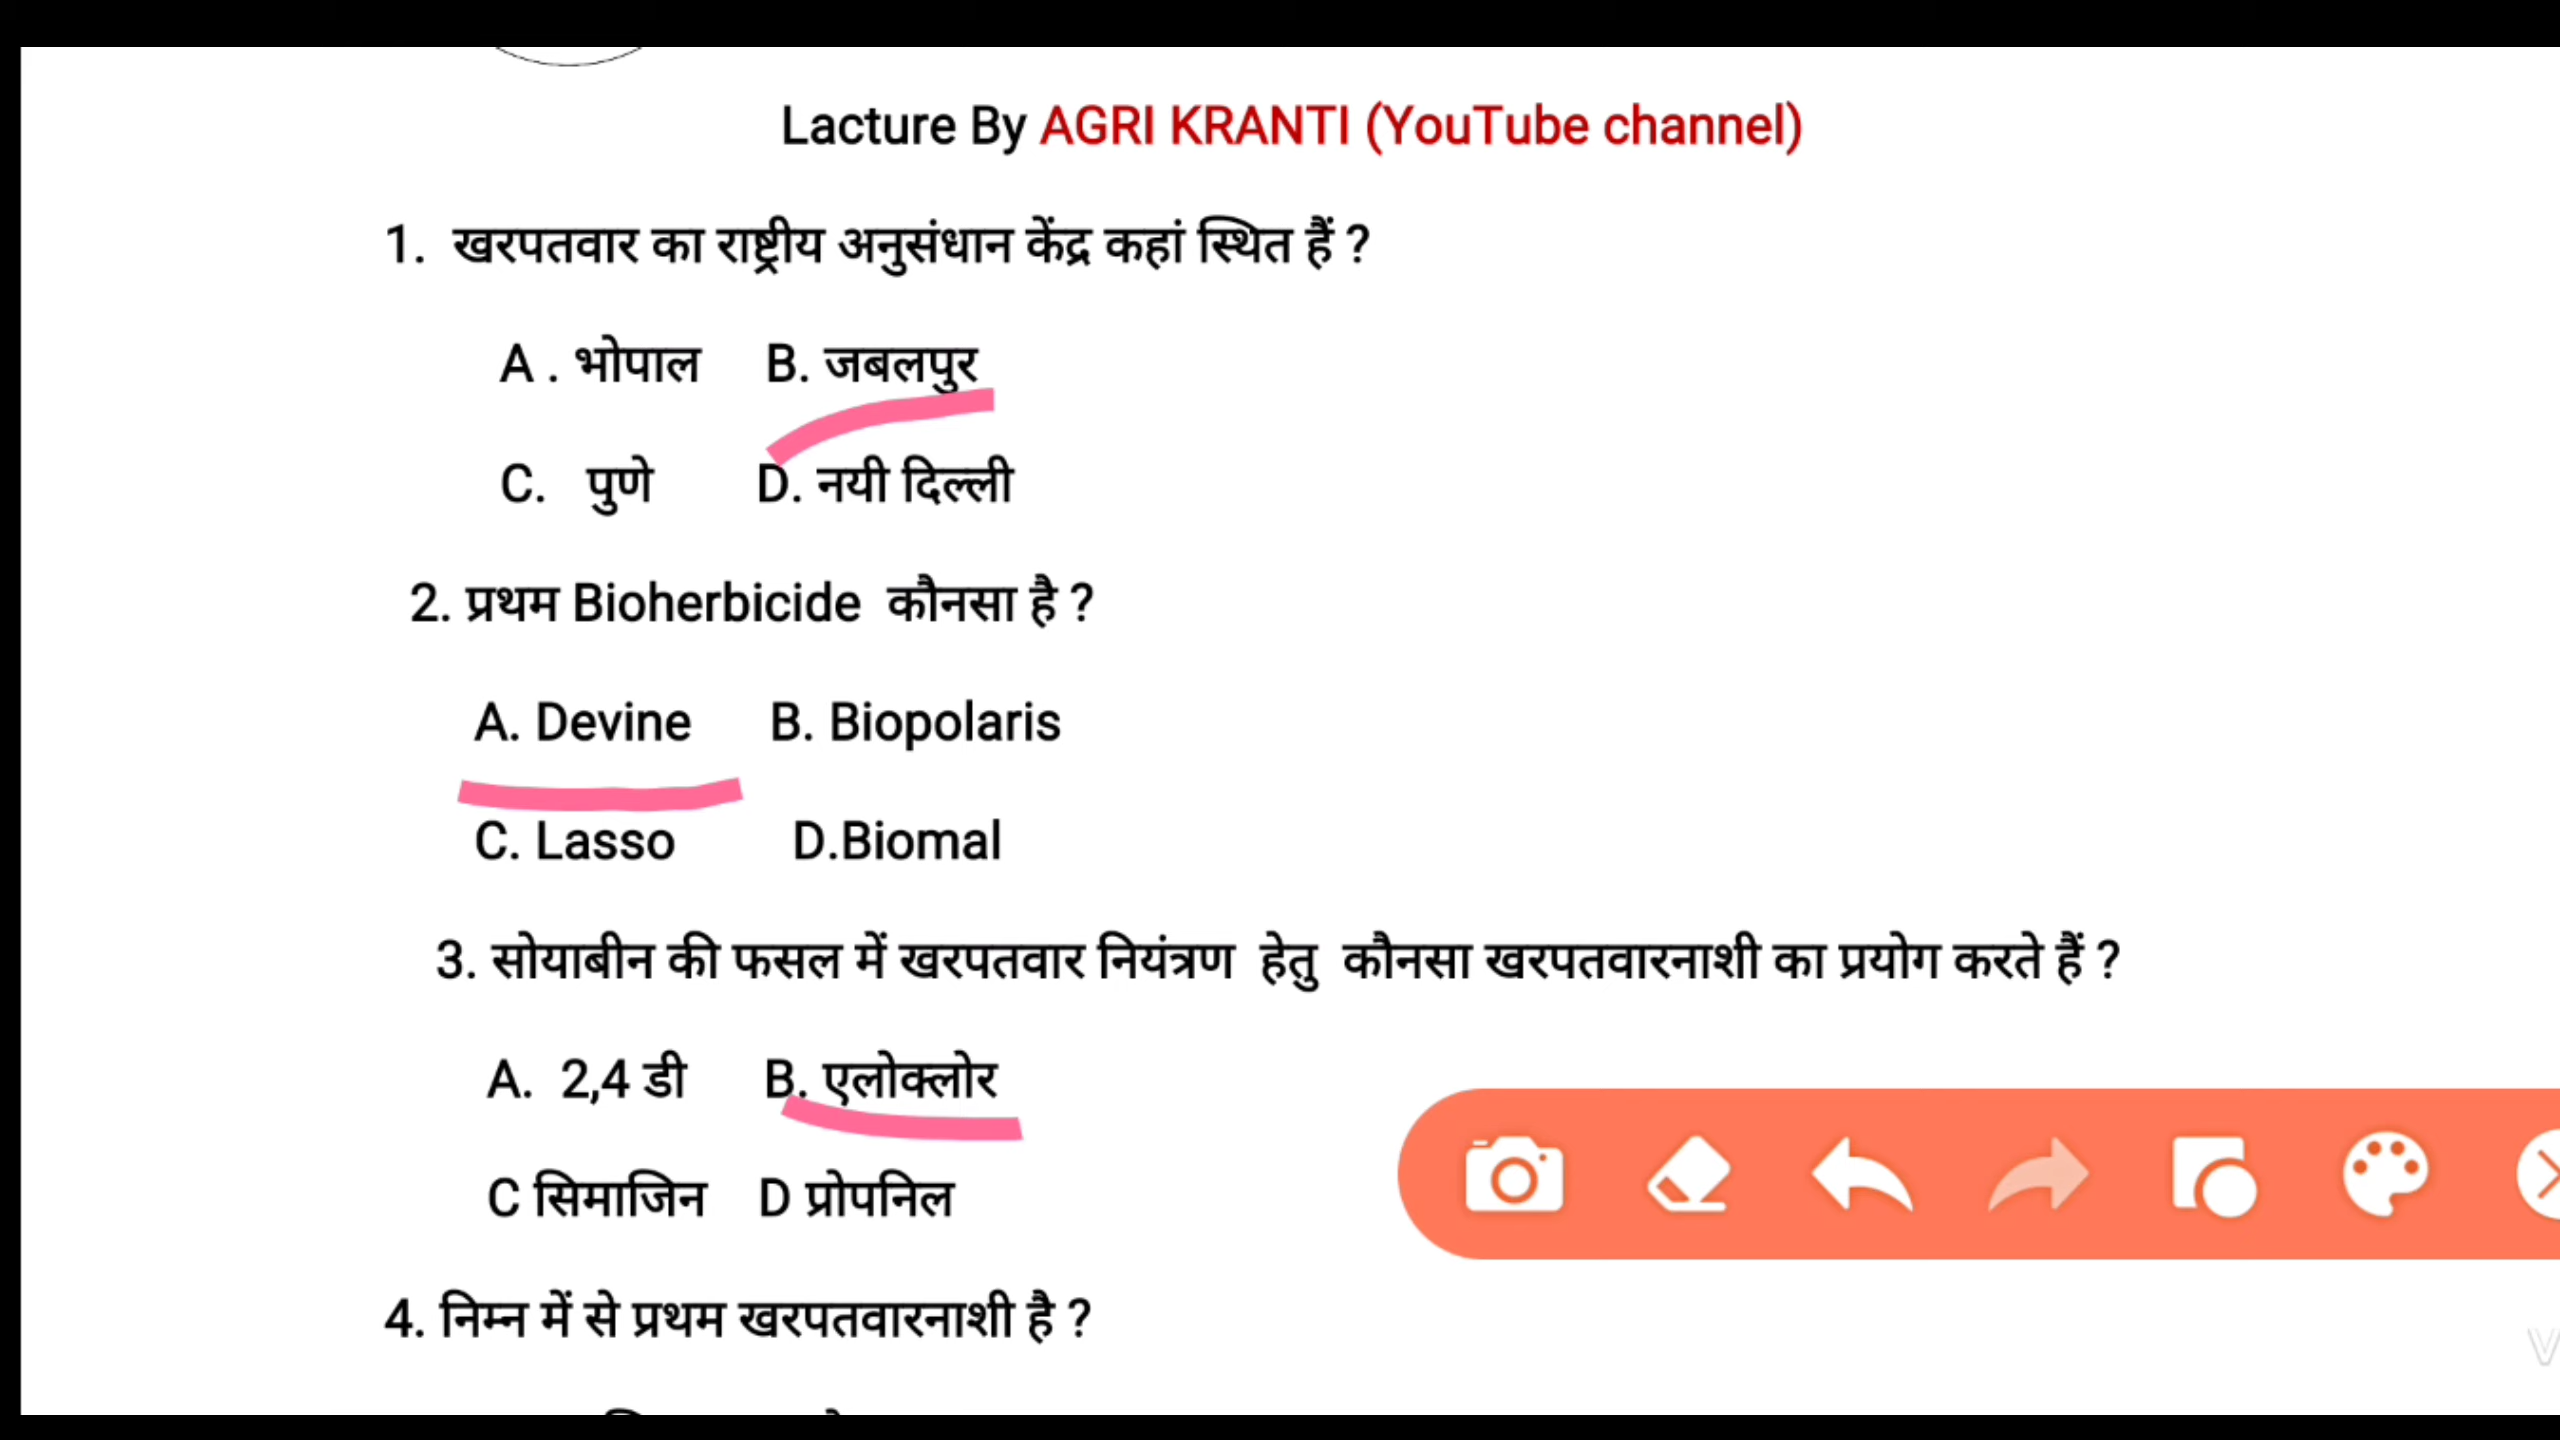 Lacture By AGRI KRANTI (YouTube channel)
1. खरपतवार का राष्ट्रीय अनुसंधान केंद्र कहां स्थित हैं ?
A . भोपाल B. जबलपुर
C. पुणे D. नयी दिल्ली
2. प्रथम Bioherbicide कौनसा है ?
A. Devine B. Biopolaris
C. Lasso D.Biomal
3. सोयाबीन की फसल में खरपतवार नियंत्रण हेतु कौनसा खरपतवारनाशी का प्रयोग करते हैं ?
A. 2,4 डी B. एलोक्लोर
C सिमाजिन D प्रोपनिल
4. निम्न में से प्रथम खरपतवारनाशी है ?